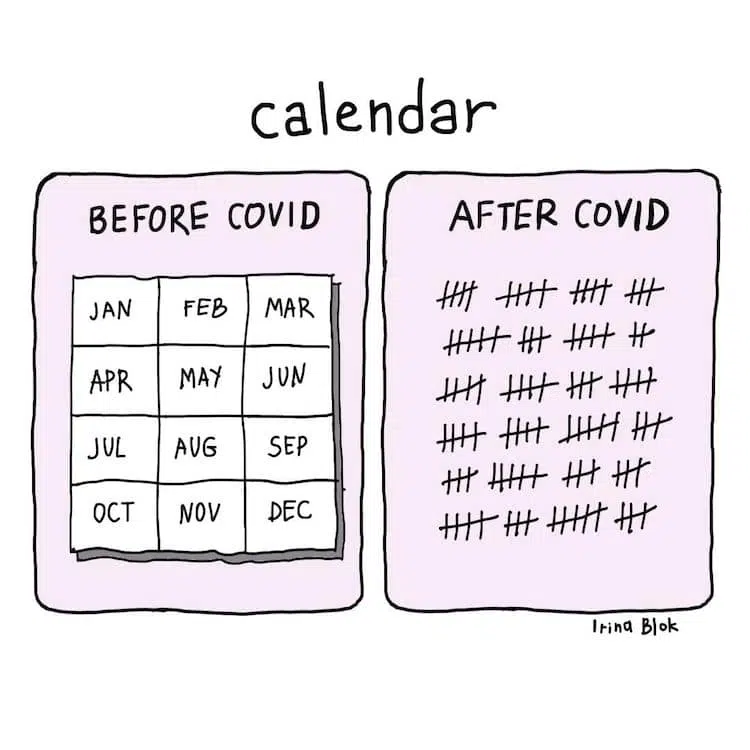 calendar
BEFORE COVID
JAN FEB MAR
APR MAY JUN
JUL AUG SEP
OCT NOV DEC
AFTER COVID
Irina Blok